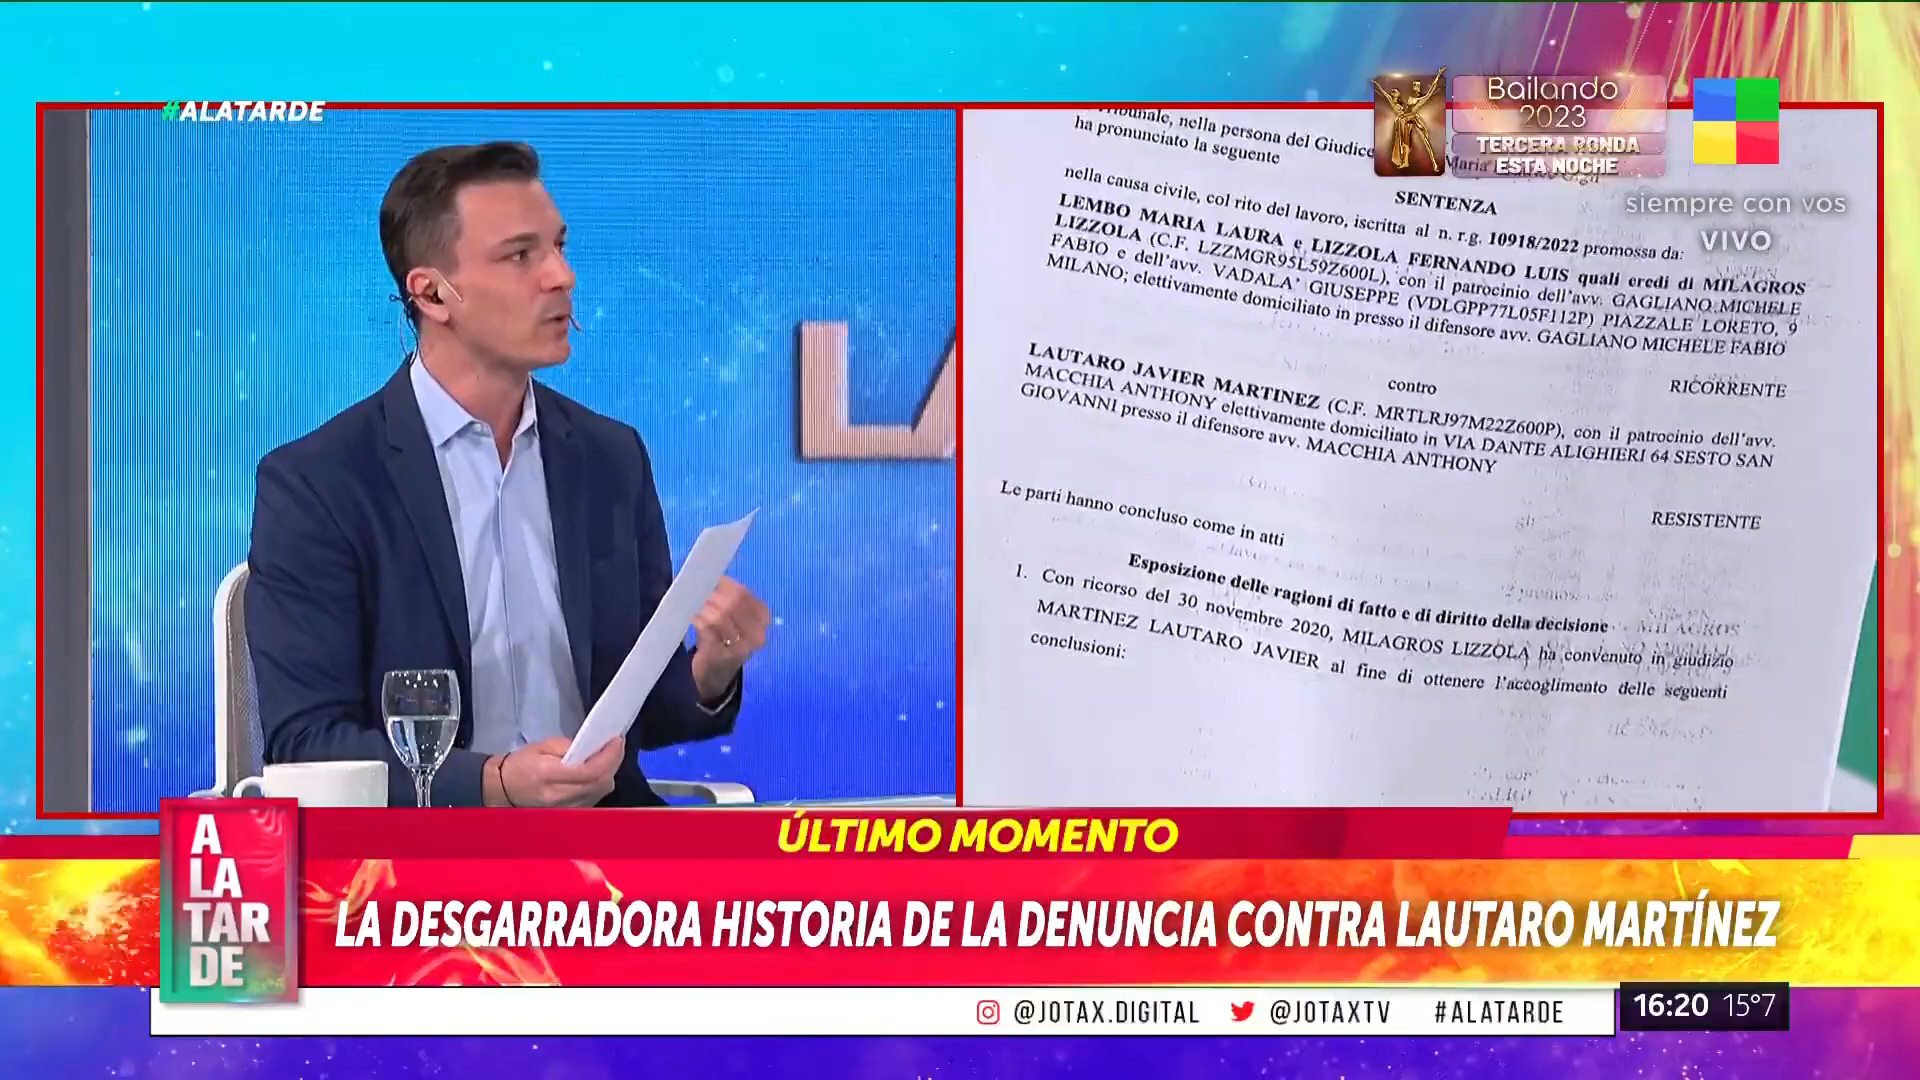 #ALATARDE
Bailando
2023
TERCERA RONDA
ESTA NOCHE
siempre con vos
VIVO
Tribunale, nella persona del Giudice
Maria
ha pronunciato la seguente
SENTENZA
nella causa civile, col rito del lavoro, iscritta al n. r.g. 10918/2022 promossa da:
LEMBO MARIA LAURA e LIZZOLA FERNANDO LUIS quali eredi di MILAGROS
LIZZOLA (C.F. LZZMGR95L59Z600L), con il patrocinio dell'avv. GAGLIANO MICHELE
FABIO e dell'avv. VADALA' GIUSEPPE (VDLGPP77L05F112P) PIAZZALE LORETO, 9
MILANO; elettivamente domiciliato in presso il difensore avv. GAGLIANO MICHELE FABIO
RICORRENTE
contro
LAUTARO JAVIER MARTINEZ (C.F. MRTLRJ97M22Z600P), con il patrocinio dell'avv.
MACCHIA ANTHONY elettivamente domiciliato in VIA DANTE ALIGHIERI 64 SESTO SAN
GIOVANNI presso il difensore avv. MACCHIA ANTHONY
RESISTENTE
Le parti hanno concluso come in atti
Esposizione delle ragioni di fatto e di diritto della decisione
1. Con ricorso del 30 novembre 2020, MILAGROS LIZZOLA ha convenuto in giudizio
MARTINEZ LAUTARO JAVIER al fine di ottenere l'accoglimento delle seguenti
conclusioni:
ÚLTIMO MOMENTO
A
LA
TAR
DE
LA DESGARRADORA HISTORIA DE LA DENUNCIA CONTRA LAUTARO MARTÍNEZ
@JOTAX.DIGITAL @JOTAXTV #ALATARDE
16:20 15°7